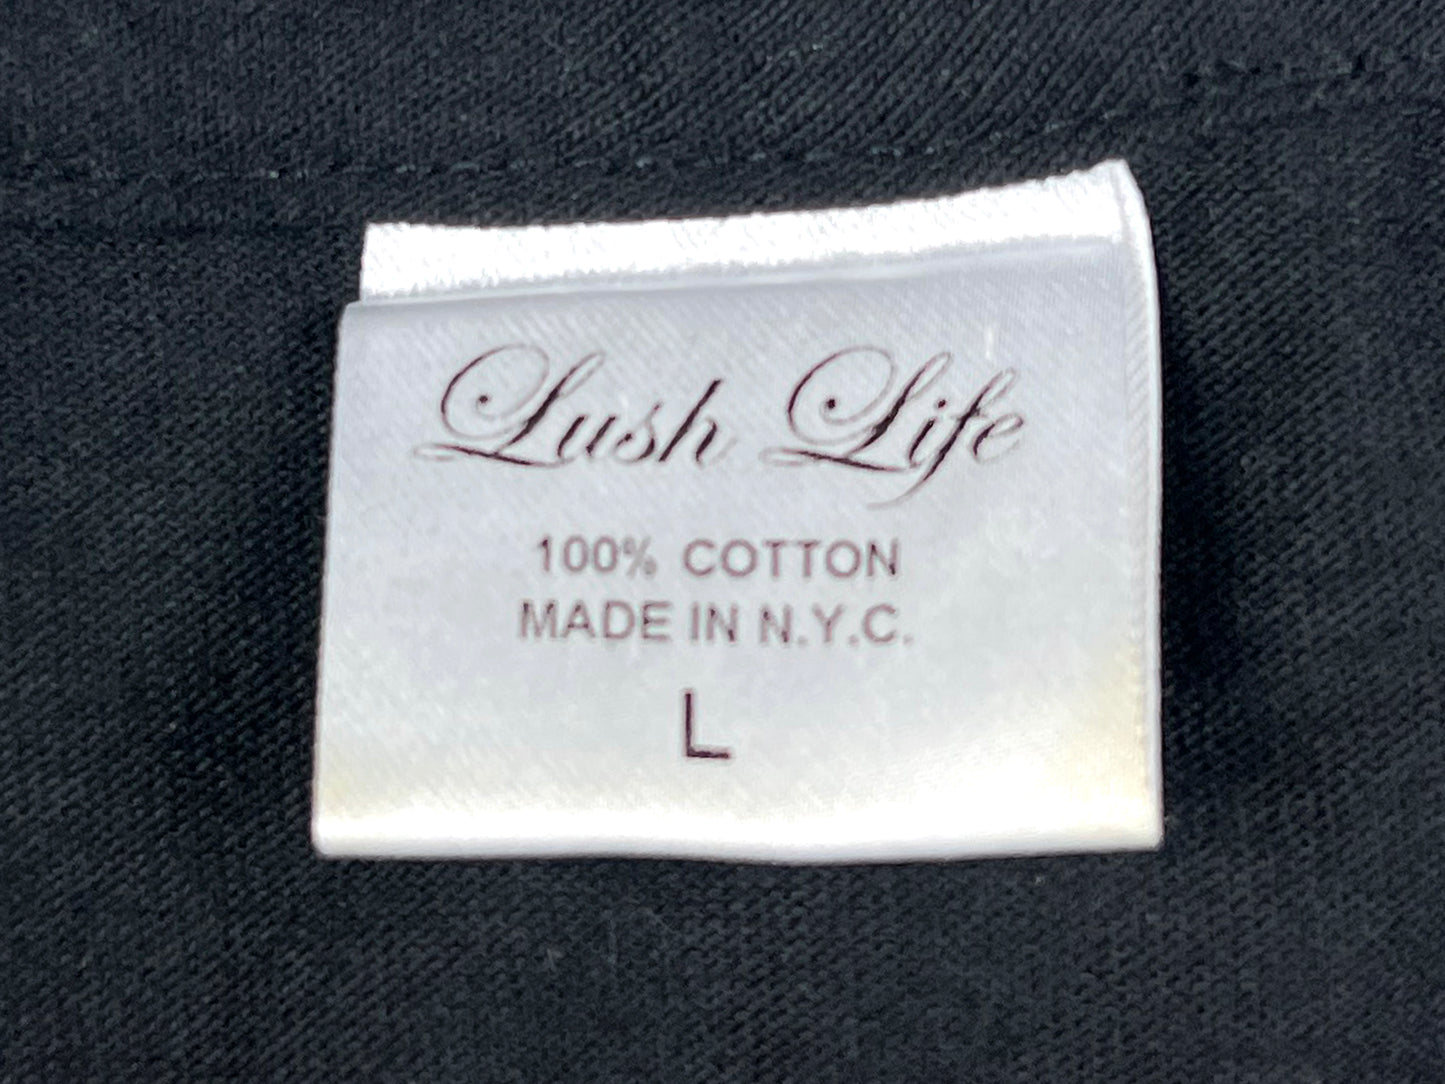 Lush Life
100% COTTON
MADE IN N.Y.C.
L